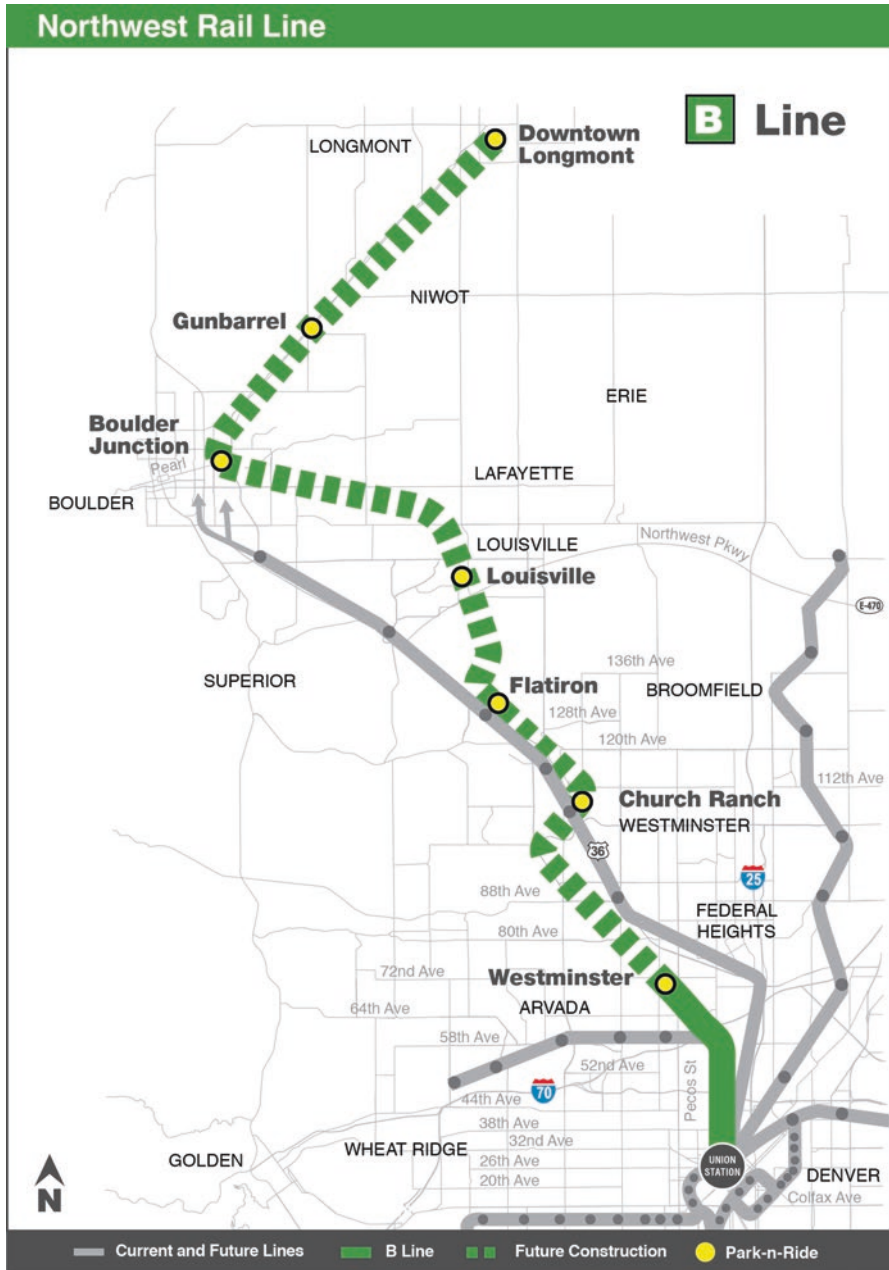 Northwest Rail Line
B Line
Downtown
Longmont
LONGMONT
NIWOT
Gunbarrel
ERIE
Boulder
Junction
Pearl
LAFAYETTE
BOULDER
LOUISVILLE
Northwest Pkwy
Louisville
E-470
136th Ave
SUPERIOR
Flatiron
BROOMFIELD
128th Ave
120th Ave
112th Ave
Church Ranch
WESTMINSTER
36
25
88th Ave
FEDERAL
HEIGHTS
80th Ave
72nd Ave
Westminster
64th Ave
ARVADA
58th Ave
52nd Ave
Pecos St
70
44th Ave
38th Ave
WHEAT RIDGE
32nd Ave
GOLDEN
26th Ave
UNION
STATION
DENVER
20th Ave
Colfax Ave
N
Current and Future Lines
B Line
Future Construction
Park-n-Ride